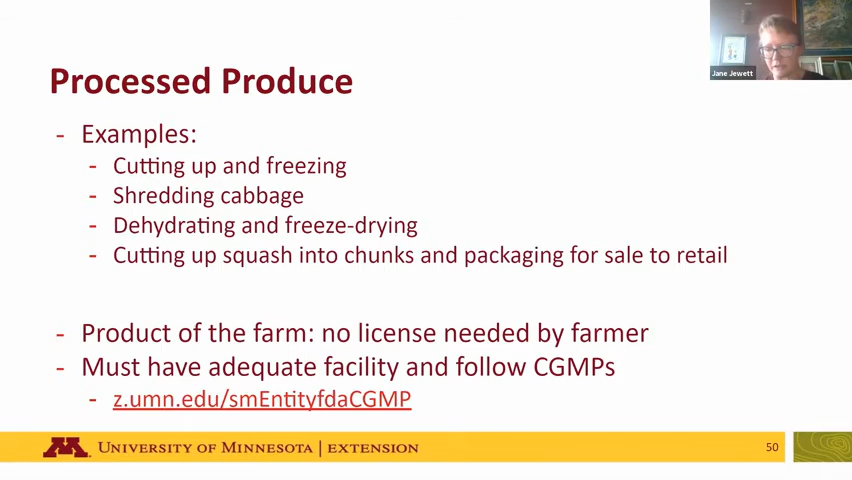 Jane Jewett
Processed Produce
- Examples:
- Cutting up and freezing
- Shredding cabbage
- Dehydrating and freeze-drying
- Cutting up squash into chunks and packaging for sale to retail
- Product of the farm: no license needed by farmer
- Must have adequate facility and follow CGMPs
- z.umn.edu/smEntityfdaCGMP
M UNIVERSITY OF MINNESOTA | EXTENSION
50